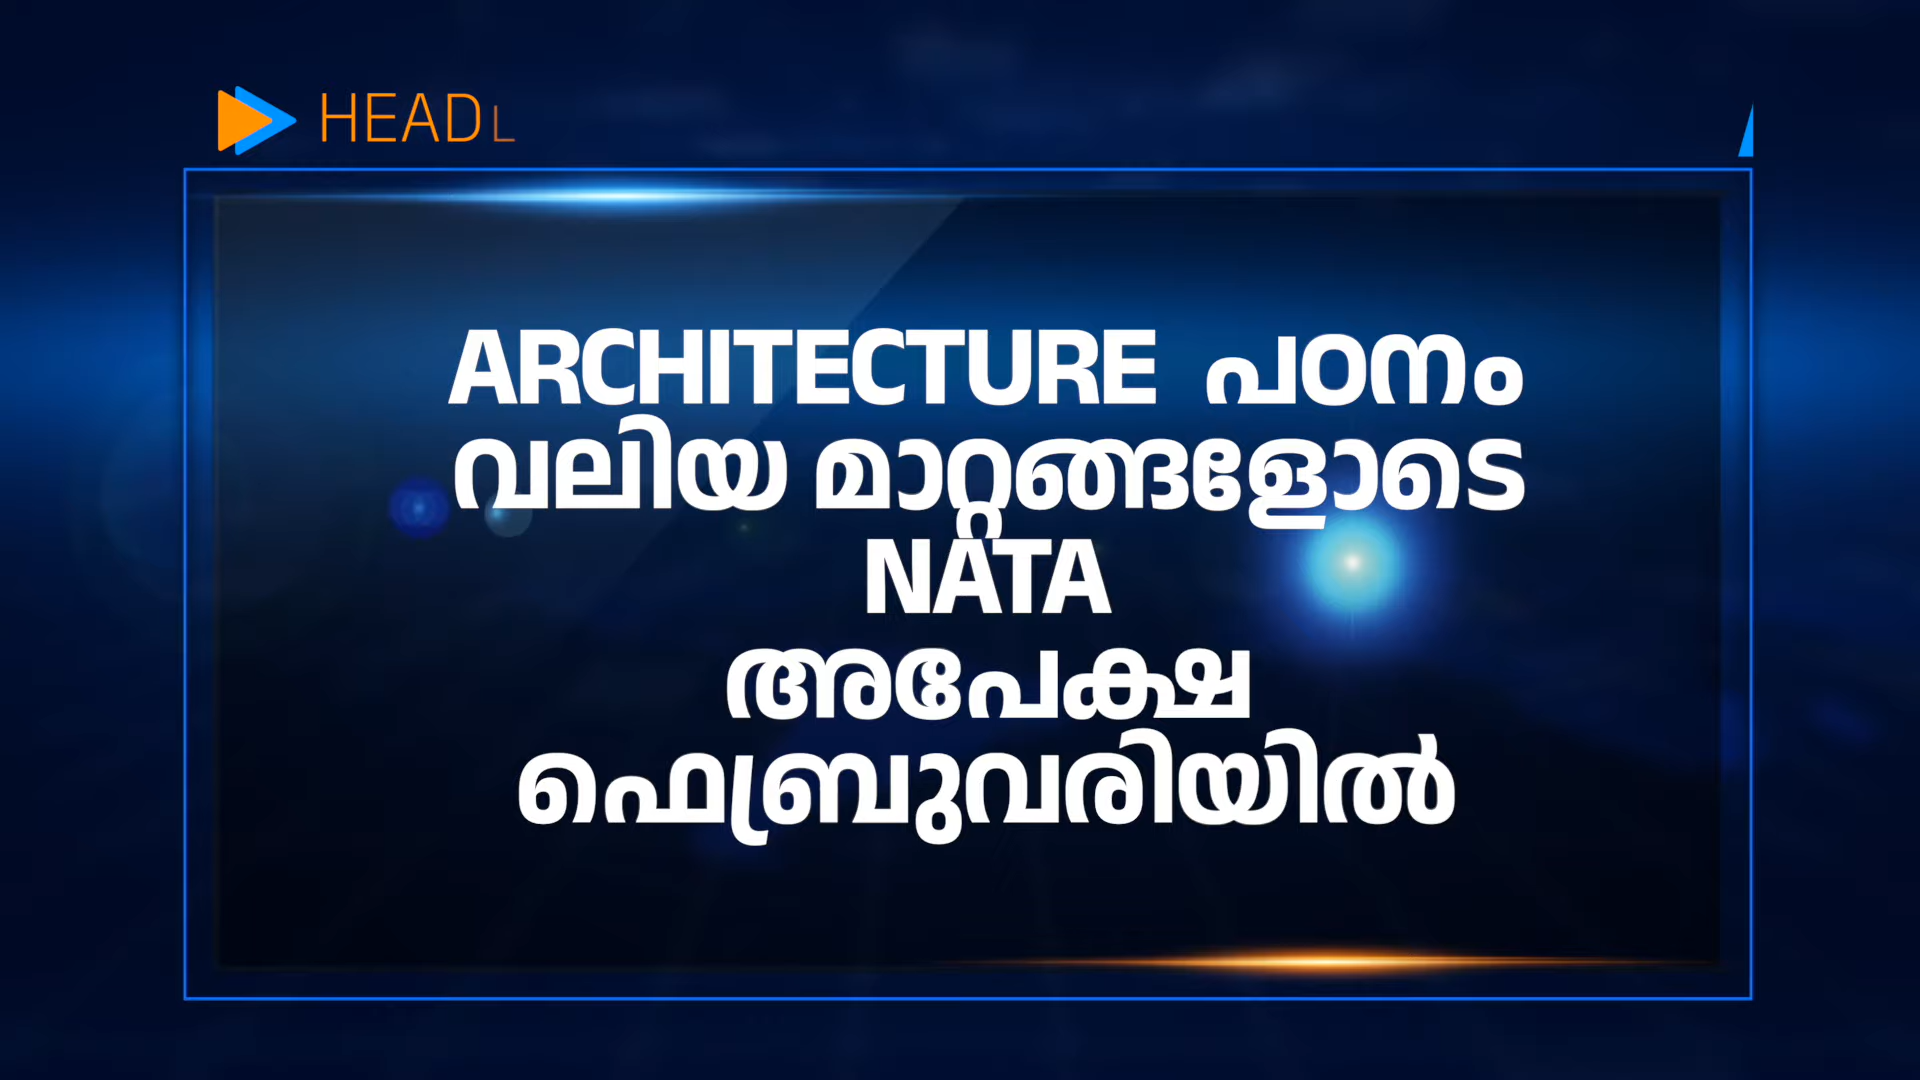 HEADL
ARCHITECTURE പഠനം
വലിയ മാറ്റങ്ങളോടെ
NATA
അപേക്ഷ
ഫെബ്രുവരിയിൽ